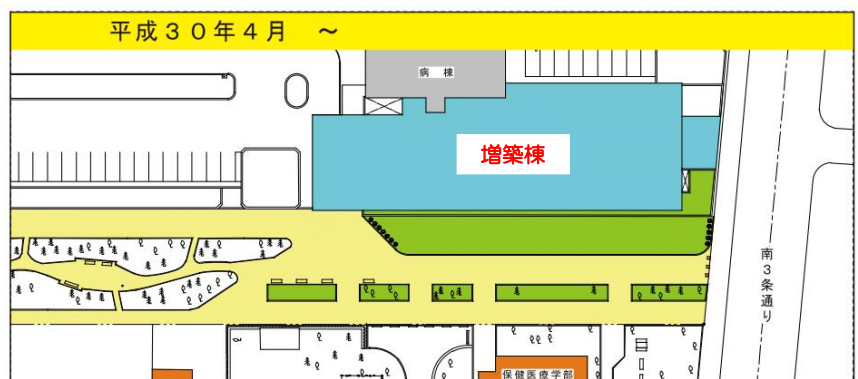 平成３０年４月　～
病　棟
増築棟
南３条通り
保健医療学部